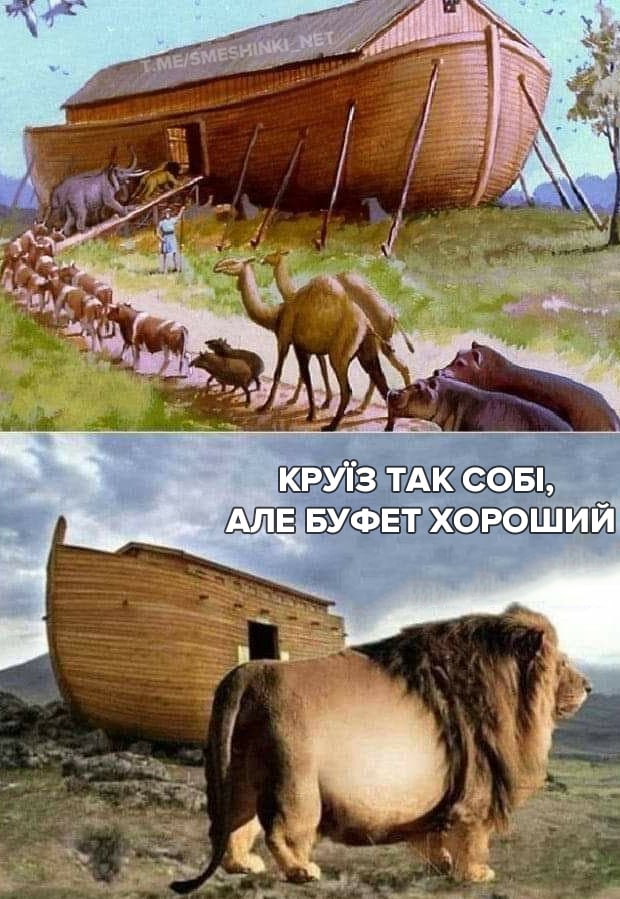 T.ME/SMESHINKI_NET
КРУЇЗ ТАК СОБІ,
АЛЕ БУФЕТ ХОРОШИЙ